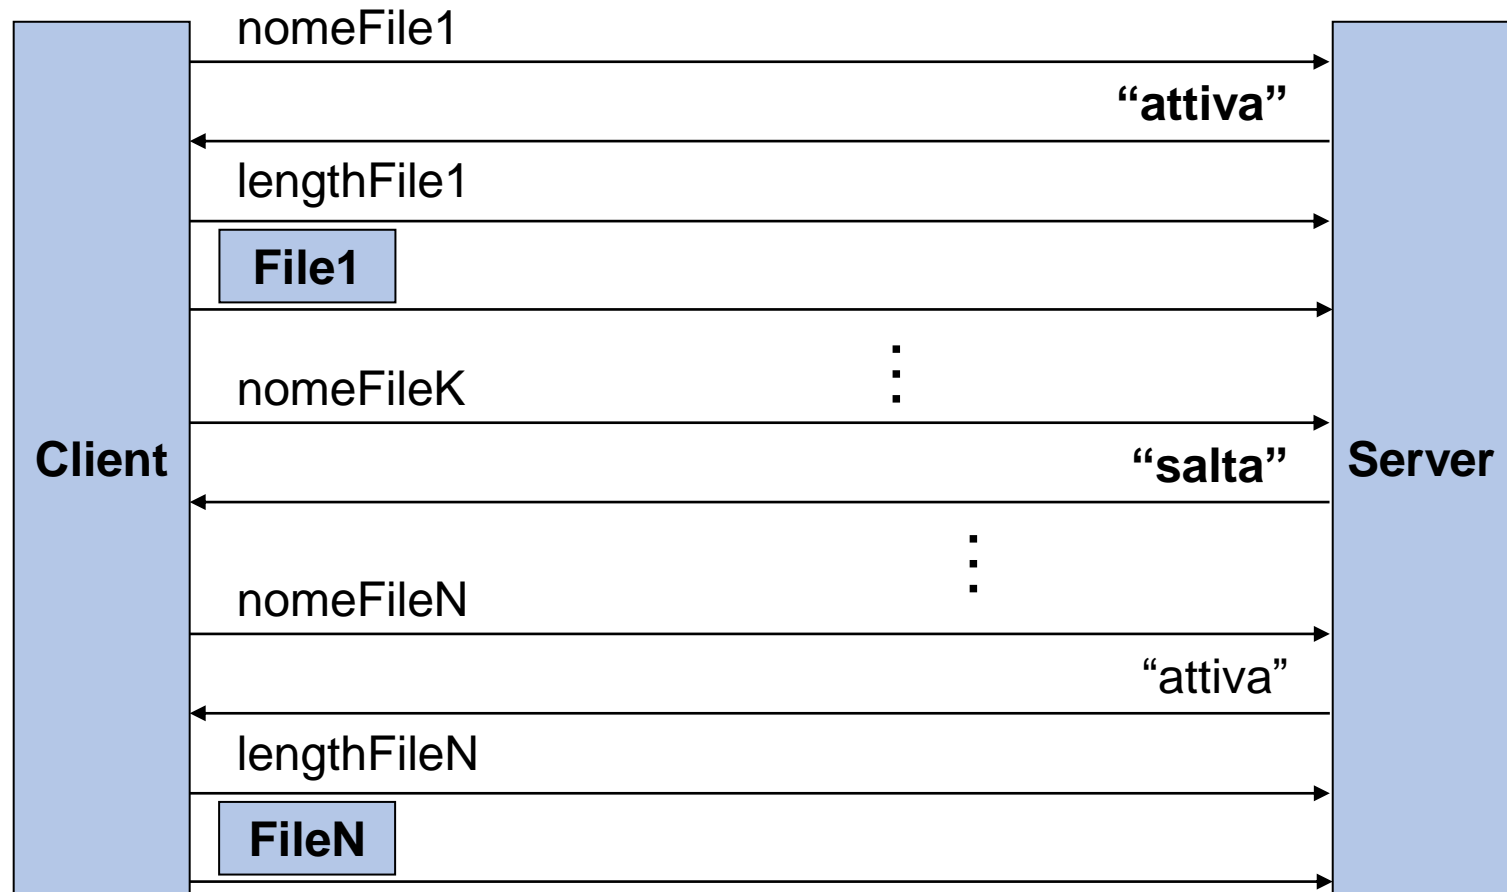 nomeFile1
“attiva”
lengthFile1
File1
nomeFileK
Client
“salta”
Server
nomeFileN
“attiva”
lengthFileN
FileN